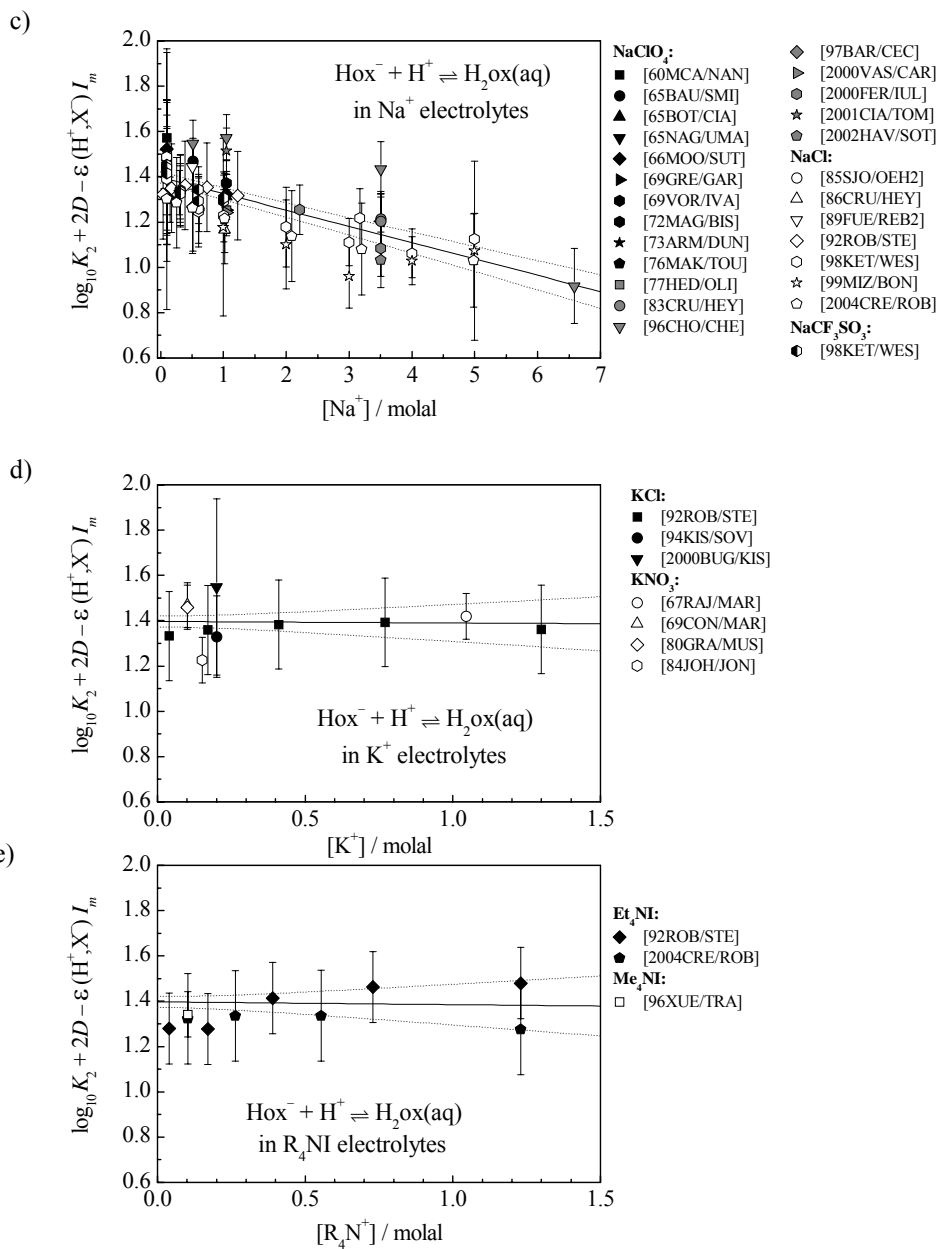 c)
2.0
1.8
1.6
1.4
1.2
1.0
0.8
0.6
log₁₀ K₂ + 2D − ε (H⁺,X⁻) Iₘ
Hox⁻ + H⁺ ⇌ H₂ox(aq)
in Na⁺ electrolytes
0 1 2 3 4 5 6 7
[Na⁺] / molal
NaClO₄:
[60MCA/NAN]
[65BAU/SMI]
[65BOT/CIA]
[65NAG/UMA]
[66MOO/SUT]
[69GRE/GAR]
[69VOR/IVA]
[72MAG/BIS]
[73ARM/DUN]
[76MAK/TOU]
[77HED/OLI]
[83CRU/HEY]
[96CHO/CHE]
[97BAR/CEC]
[2000VAS/CAR]
[2000FER/IUL]
[2001CIA/TOM]
[2002HAV/SOT]
NaCl:
[85SJO/OEH2]
[86CRU/HEY]
[89FUE/REB2]
[92ROB/STE]
[98KET/WES]
[99MIZ/BON]
[2004CRE/ROB]
NaCF₃SO₃:
[98KET/WES]
d)
2.0
1.8
1.6
1.4
1.2
1.0
0.8
0.6
log₁₀ K₂ + 2D − ε (H⁺,X⁻) Iₘ
Hox⁻ + H⁺ ⇌ H₂ox(aq)
in K⁺ electrolytes
0.0 0.5 1.0 1.5
[K⁺] / molal
KCl:
[92ROB/STE]
[94KIS/SOV]
[2000BUG/KIS]
KNO₃:
[67RAJ/MAR]
[69CON/MAR]
[80GRA/MUS]
[84JOH/JON]
e)
2.0
1.8
1.6
1.4
1.2
1.0
0.8
0.6
log₁₀ K₂ + 2D − ε (H⁺,X⁻) Iₘ
Hox⁻ + H⁺ ⇌ H₂ox(aq)
in R₄NI electrolytes
0.0 0.5 1.0 1.5
[R₄N⁺] / molal
Et₄NI:
[92ROB/STE]
[2004CRE/ROB]
Me₄NI:
[96XUE/TRA]